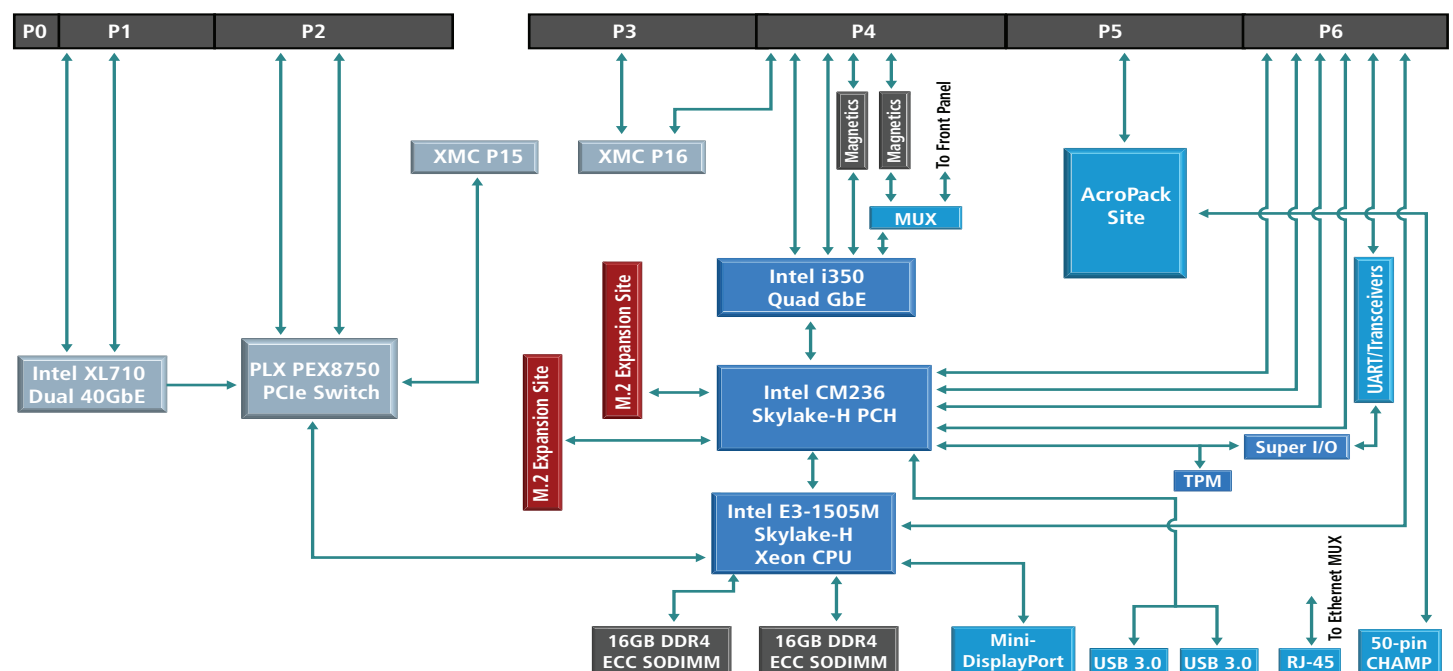 P0
P1
P2
P3
P4
P5
P6
Magnetics
Magnetics
To Front Panel
XMC P15
XMC P16
AcroPack
Site
MUX
Intel i350
Quad GbE
M.2 Expansion Site
UART/Transceivers
M.2 Expansion Site
Intel XL710
Dual 40GbE
PLX PEX8750
PCIe Switch
Intel CM236
Skylake-H PCH
Super I/O
TPM
Intel E3-1505M
Skylake-H
Xeon CPU
To Ethernet MUX
16GB DDR4
ECC SODIMM
16GB DDR4
ECC SODIMM
Mini-
DisplayPort
USB 3.0
USB 3.0
RJ-45
50-pin
CHAMP